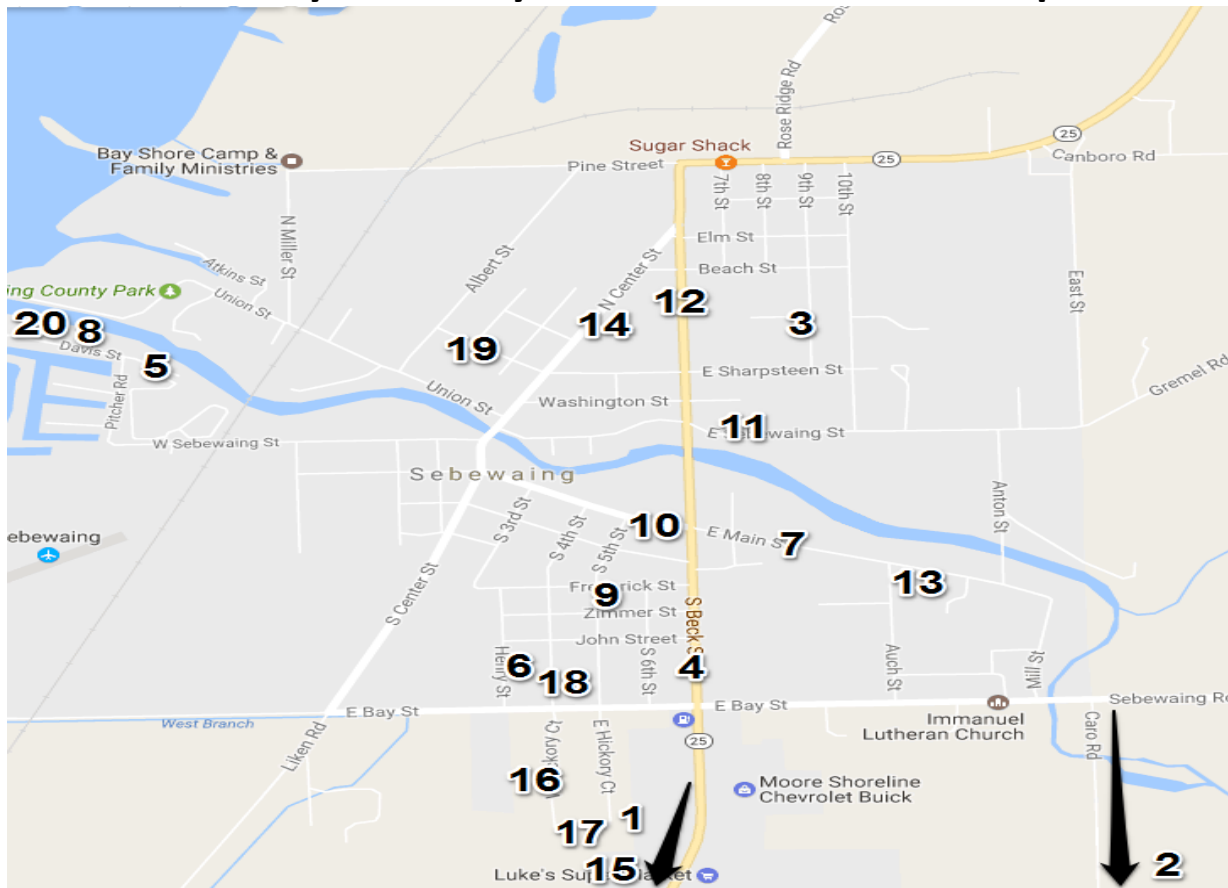 Rose Ridge Rd
25
Sugar Shack
Bay Shore Camp &
Family Ministries
Pine Street
25
Canboro Rd
7th St
8th St
9th St
10th St
N Miller St
Albert St
N Center St
Elm St
Beach St
East St
Atkins St
ing County Park
Union St
20
8
5
Davis St
Pitcher Rd
19
14
12
3
E Sharpsteen St
Gremel Rd
Union St
Washington St
11
W Sebewaing St
Sebewaing
S 3rd St
S 4th St
S 5th St
10
E Main St
7
Anton St
ebewaing
S Center St
Frederick St
9
Zimmer St
13
John Street
S Beck S
Henry St
6
18
S 6th St
4
Auch St
Mill St
E Bay St
E Bay St
Sebewaing Rd
West Branch
Liken Rd
Immanuel
Lutheran Church
Caro Rd
25
E Hickory Ct
16
Moore Shoreline
Chevrolet Buick
1
17
15
2